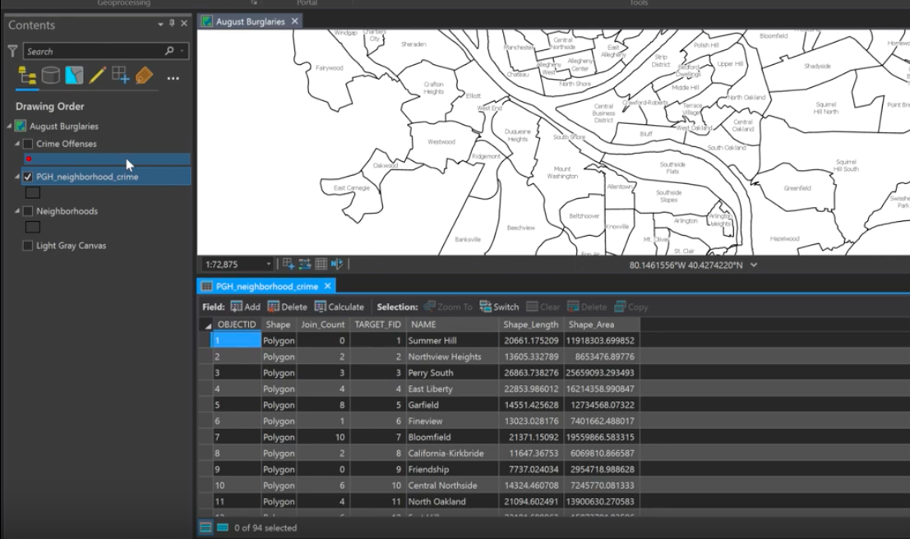 Geoprocessing
Portal
Tools
Contents
August Burglaries
Search
Drawing Order
August Burglaries
Crime Offenses
PGH_neighborhood_crime
Neighborhoods
Light Gray Canvas
Windgap
Sheraden
Fairywood
Crafton
Heights
Elliott
West End
Westwood
Oakwood
Ridgemont
East Carnegie
Duquesne
Heights
Mount
Washington
Banksville
Beechview
Beltzhoover
Allentown
Knoxville
Mt. Oliver
St. Clair
Arlington
Arlington
Heights
Southside
Slopes
Southside
Flats
South Shore
Manchester
Chateau
Central
Northside
Allegheny
West
Allegheny
Center
East
Allegheny
North Shore
Central
Business
District
Strip
District
Polish Hill
Bedford
Dwellings
Upper Hill
Middle Hill
Crawford-Roberts
Terrace
Village
Bluff
West Oakland
North Oakland
Central
Oakland
South Oakland
Bloomfield
Shadyside
Squirrel
Hill North
Point Bre
Squirrel
Hill South
Greenfield
Hazelwood
Swisshe
Park
1:72,875
80.1461556°W 40.4274220°N
PGH_neighborhood_crime
Field: Add Delete Calculate Selection: Zoom To Switch Clear Delete Copy
OBJECTID Shape Join_Count TARGET_FID NAME Shape_Length Shape_Area
1 Polygon 0 1 Summer Hill 20661.175209 11918303.699852
2 Polygon 2 2 Northview Heights 13605.332789 8653476.89776
3 Polygon 3 3 Perry South 26863.738276 25659093.293493
4 Polygon 4 4 East Liberty 22853.986012 16214358.990847
5 Polygon 8 5 Garfield 14551.425628 12734568.07322
6 Polygon 1 6 Fineview 13023.028176 7401662.488017
7 Polygon 10 7 Bloomfield 21371.15092 19559866.583315
8 Polygon 2 8 California-Kirkbride 11647.36753 6069810.866587
9 Polygon 0 9 Friendship 7737.024034 2954718.988628
10 Polygon 6 10 Central Northside 14324.460708 7245770.081333
11 Polygon 4 11 North Oakland 21094.602491 13900630.270583
0 of 94 selected